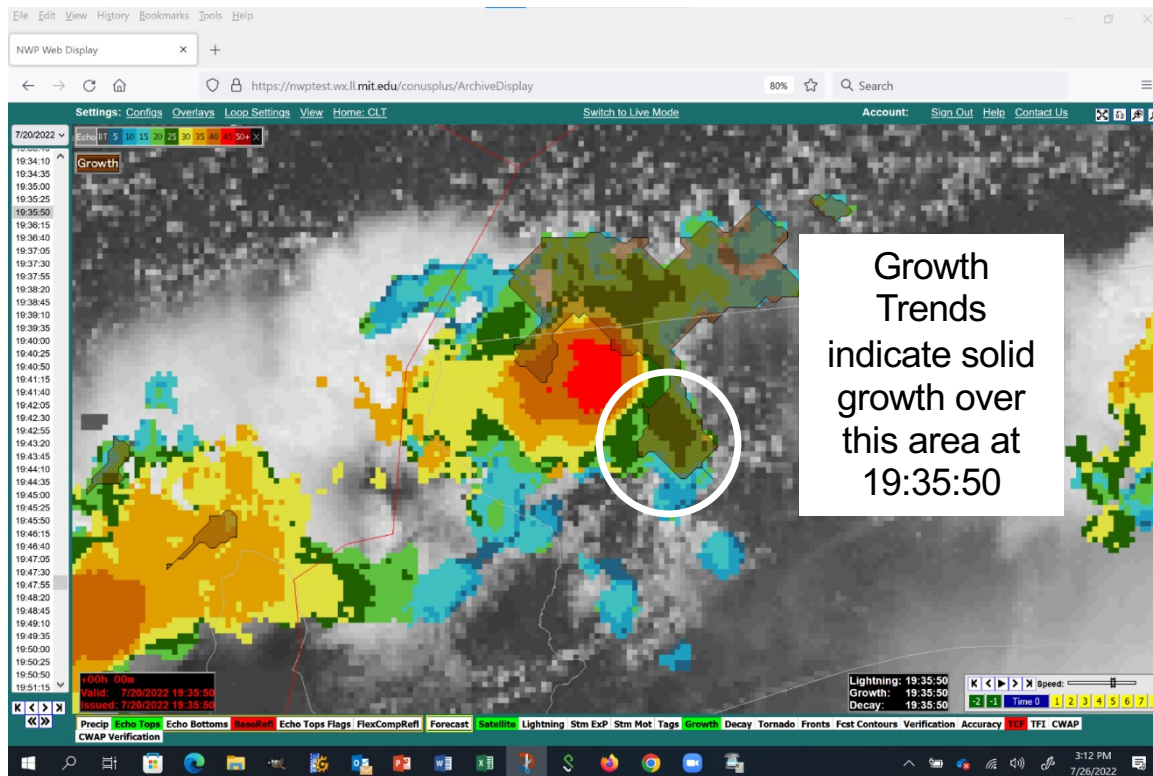 File Edit View History Bookmarks Tools Help
NWP Web Display
https://nwptest.wx.ll.mit.edu/conusplus/ArchiveDisplay
80%
Search
Settings: Configs Overlays Loop Settings View Home: CLT Switch to Live Mode Account: Sign Out Help Contact Us
7/20/2022
Echo BT 5 10 15 20 25 30 35 40 45 50+ X
Growth
19:34:10
19:34:35
19:35:00
19:35:25
19:35:50
19:36:15
19:36:40
19:37:05
19:37:30
19:37:55
19:38:20
19:38:45
19:39:10
19:39:35
19:40:00
19:40:25
19:40:50
19:41:15
19:41:40
19:42:05
19:42:30
19:42:55
19:43:20
19:43:45
19:44:10
19:44:35
19:45:00
19:45:25
19:45:50
19:46:15
19:46:40
19:47:05
19:47:30
19:47:55
19:48:20
19:48:45
19:49:10
19:49:35
19:50:00
19:50:25
19:50:50
19:51:15
Growth
Trends
indicate solid
growth over
this area at
19:35:50
+00h 00m
Valid: 7/20/2022 19:35:50
Issued: 7/20/2022 19:35:50
Lightning: 19:35:50
Growth: 19:35:50
Decay: 19:35:50
Speed:
-2 -1 Time 0 1 2 3 4 5 6 7
Precip Echo Tops Echo Bottoms BaseRefl Echo Tops Flags FlexCompRefl Forecast Satellite Lightning Stm ExP Stm Mot Tags Growth Decay Tornado Fronts Fcst Contours Verification Accuracy TCF TFI CWAP
CWAP Verification
3:12 PM
7/26/2022